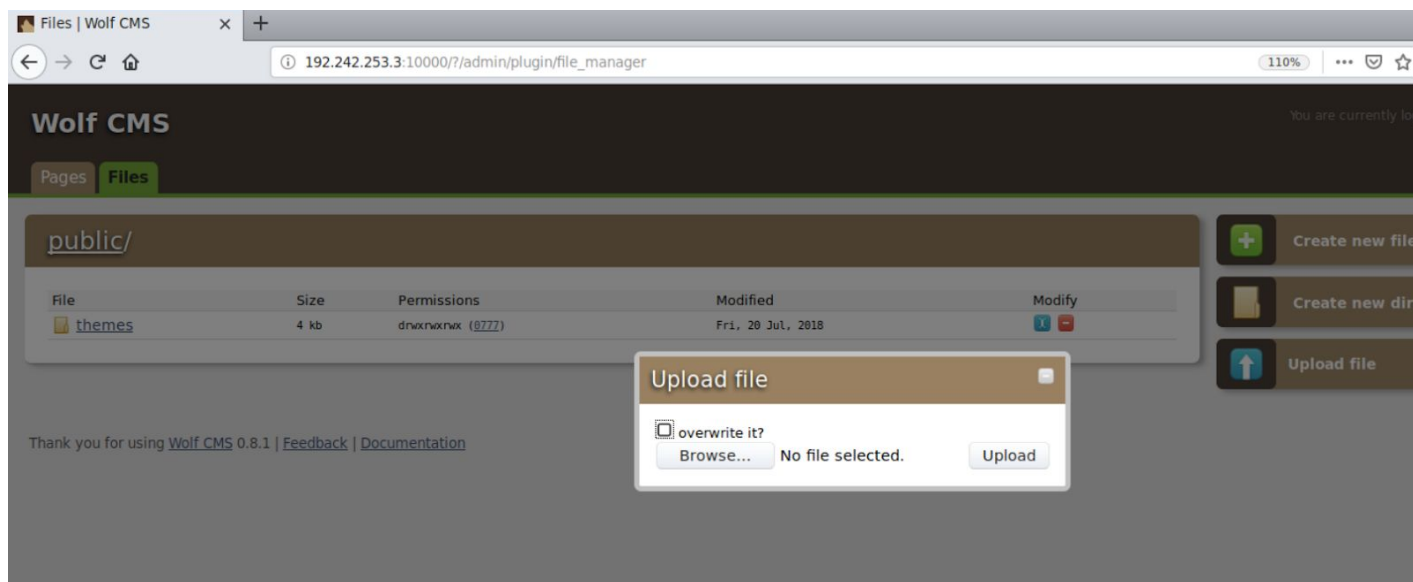 Files | Wolf CMS
192.242.253.3:10000/?/admin/plugin/file_manager
110%
Wolf CMS
You are currently lo
Pages Files
public/
Create new file
File Size Permissions Modified Modify
themes 4 kb drwxrwxrwx (0777) Fri, 20 Jul, 2018
Create new dir
Upload file
Upload file
overwrite it?
Browse... No file selected. Upload
Thank you for using Wolf CMS 0.8.1 | Feedback | Documentation